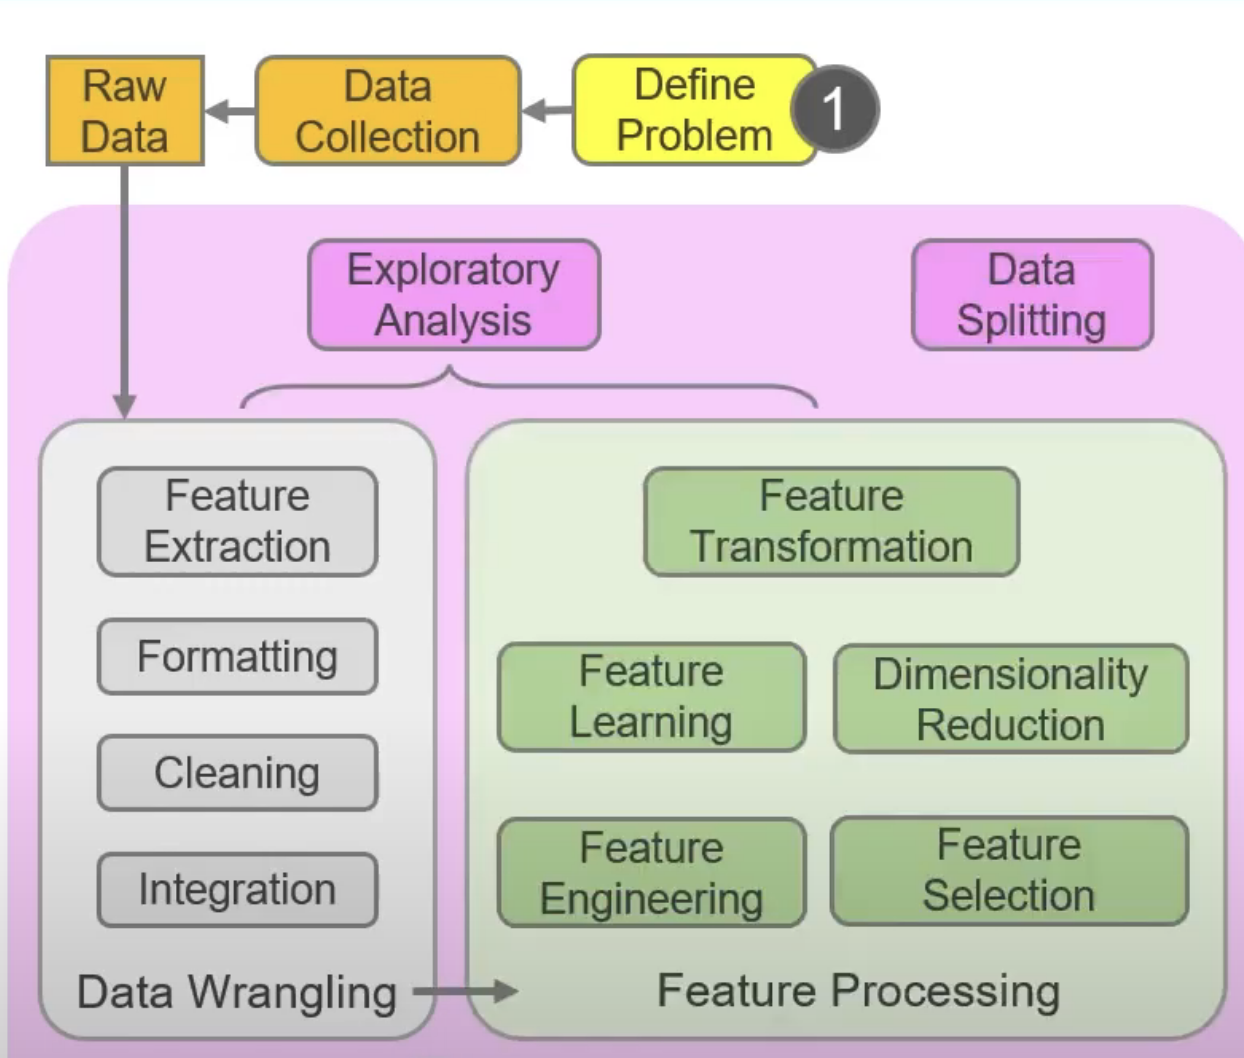 Raw
Data
Data
Collection
Define
Problem
1
Exploratory
Analysis
Data
Splitting
Feature
Extraction
Formatting
Cleaning
Integration
Data Wrangling
Feature
Transformation
Feature
Learning
Dimensionality
Reduction
Feature
Engineering
Feature
Selection
Feature Processing